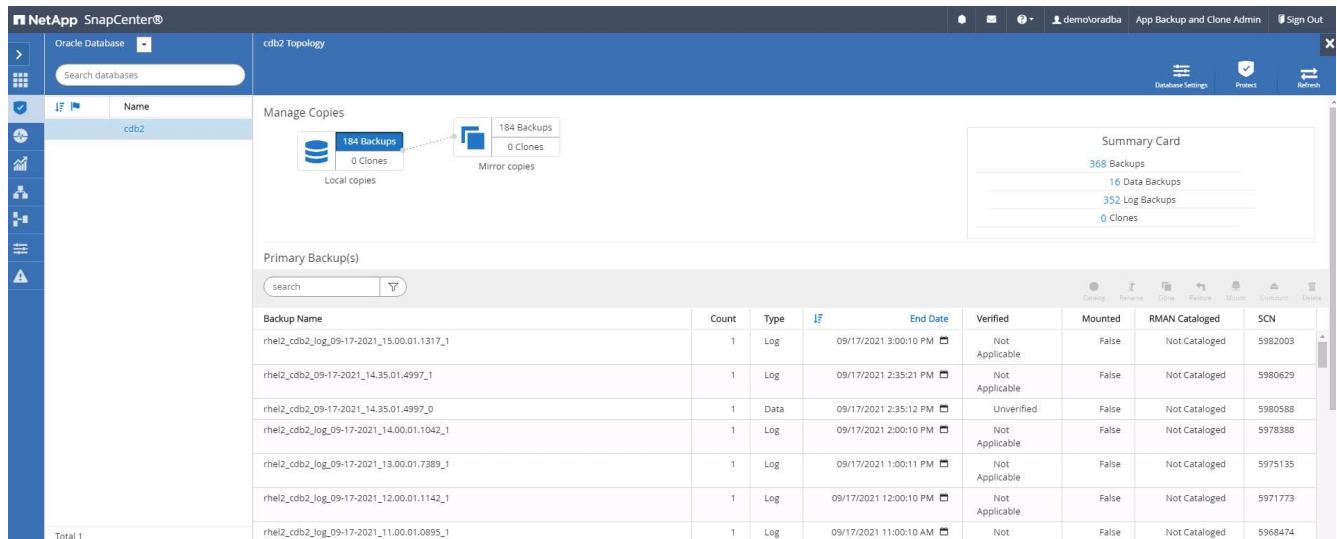 NetApp SnapCenter®
demo\oradba App Backup and Clone Admin Sign Out
Oracle Database
cdb2 Topology
Search databases
Database Settings Protect Refresh
Name
cdb2
Manage Copies
184 Backups
0 Clones
Local copies
184 Backups
0 Clones
Mirror copies
Summary Card
368 Backups
16 Data Backups
352 Log Backups
0 Clones
Primary Backup(s)
search
Catalog Rename Clone Restore Mount Unmount Delete
Backup Name Count Type End Date Verified Mounted RMAN Cataloged SCN
rhel2_cdb2_log_09-17-2021_15.00.01.1317_1 1 Log 09/17/2021 3:00:10 PM Not Applicable False Not Cataloged 5982003
rhel2_cdb2_09-17-2021_14.35.01.4997_1 1 Log 09/17/2021 2:35:21 PM Not Applicable False Not Cataloged 5980629
rhel2_cdb2_09-17-2021_14.35.01.4997_0 1 Data 09/17/2021 2:35:12 PM Unverified False Not Cataloged 5980588
rhel2_cdb2_log_09-17-2021_14.00.01.1042_1 1 Log 09/17/2021 2:00:10 PM Not Applicable False Not Cataloged 5978388
rhel2_cdb2_log_09-17-2021_13.00.01.7389_1 1 Log 09/17/2021 1:00:11 PM Not Applicable False Not Cataloged 5975135
rhel2_cdb2_log_09-17-2021_12.00.01.1142_1 1 Log 09/17/2021 12:00:10 PM Not Applicable False Not Cataloged 5971773
rhel2_cdb2_log_09-17-2021_11.00.01.0895_1 1 Log 09/17/2021 11:00:10 AM Not False Not Cataloged 5968474
Total 1